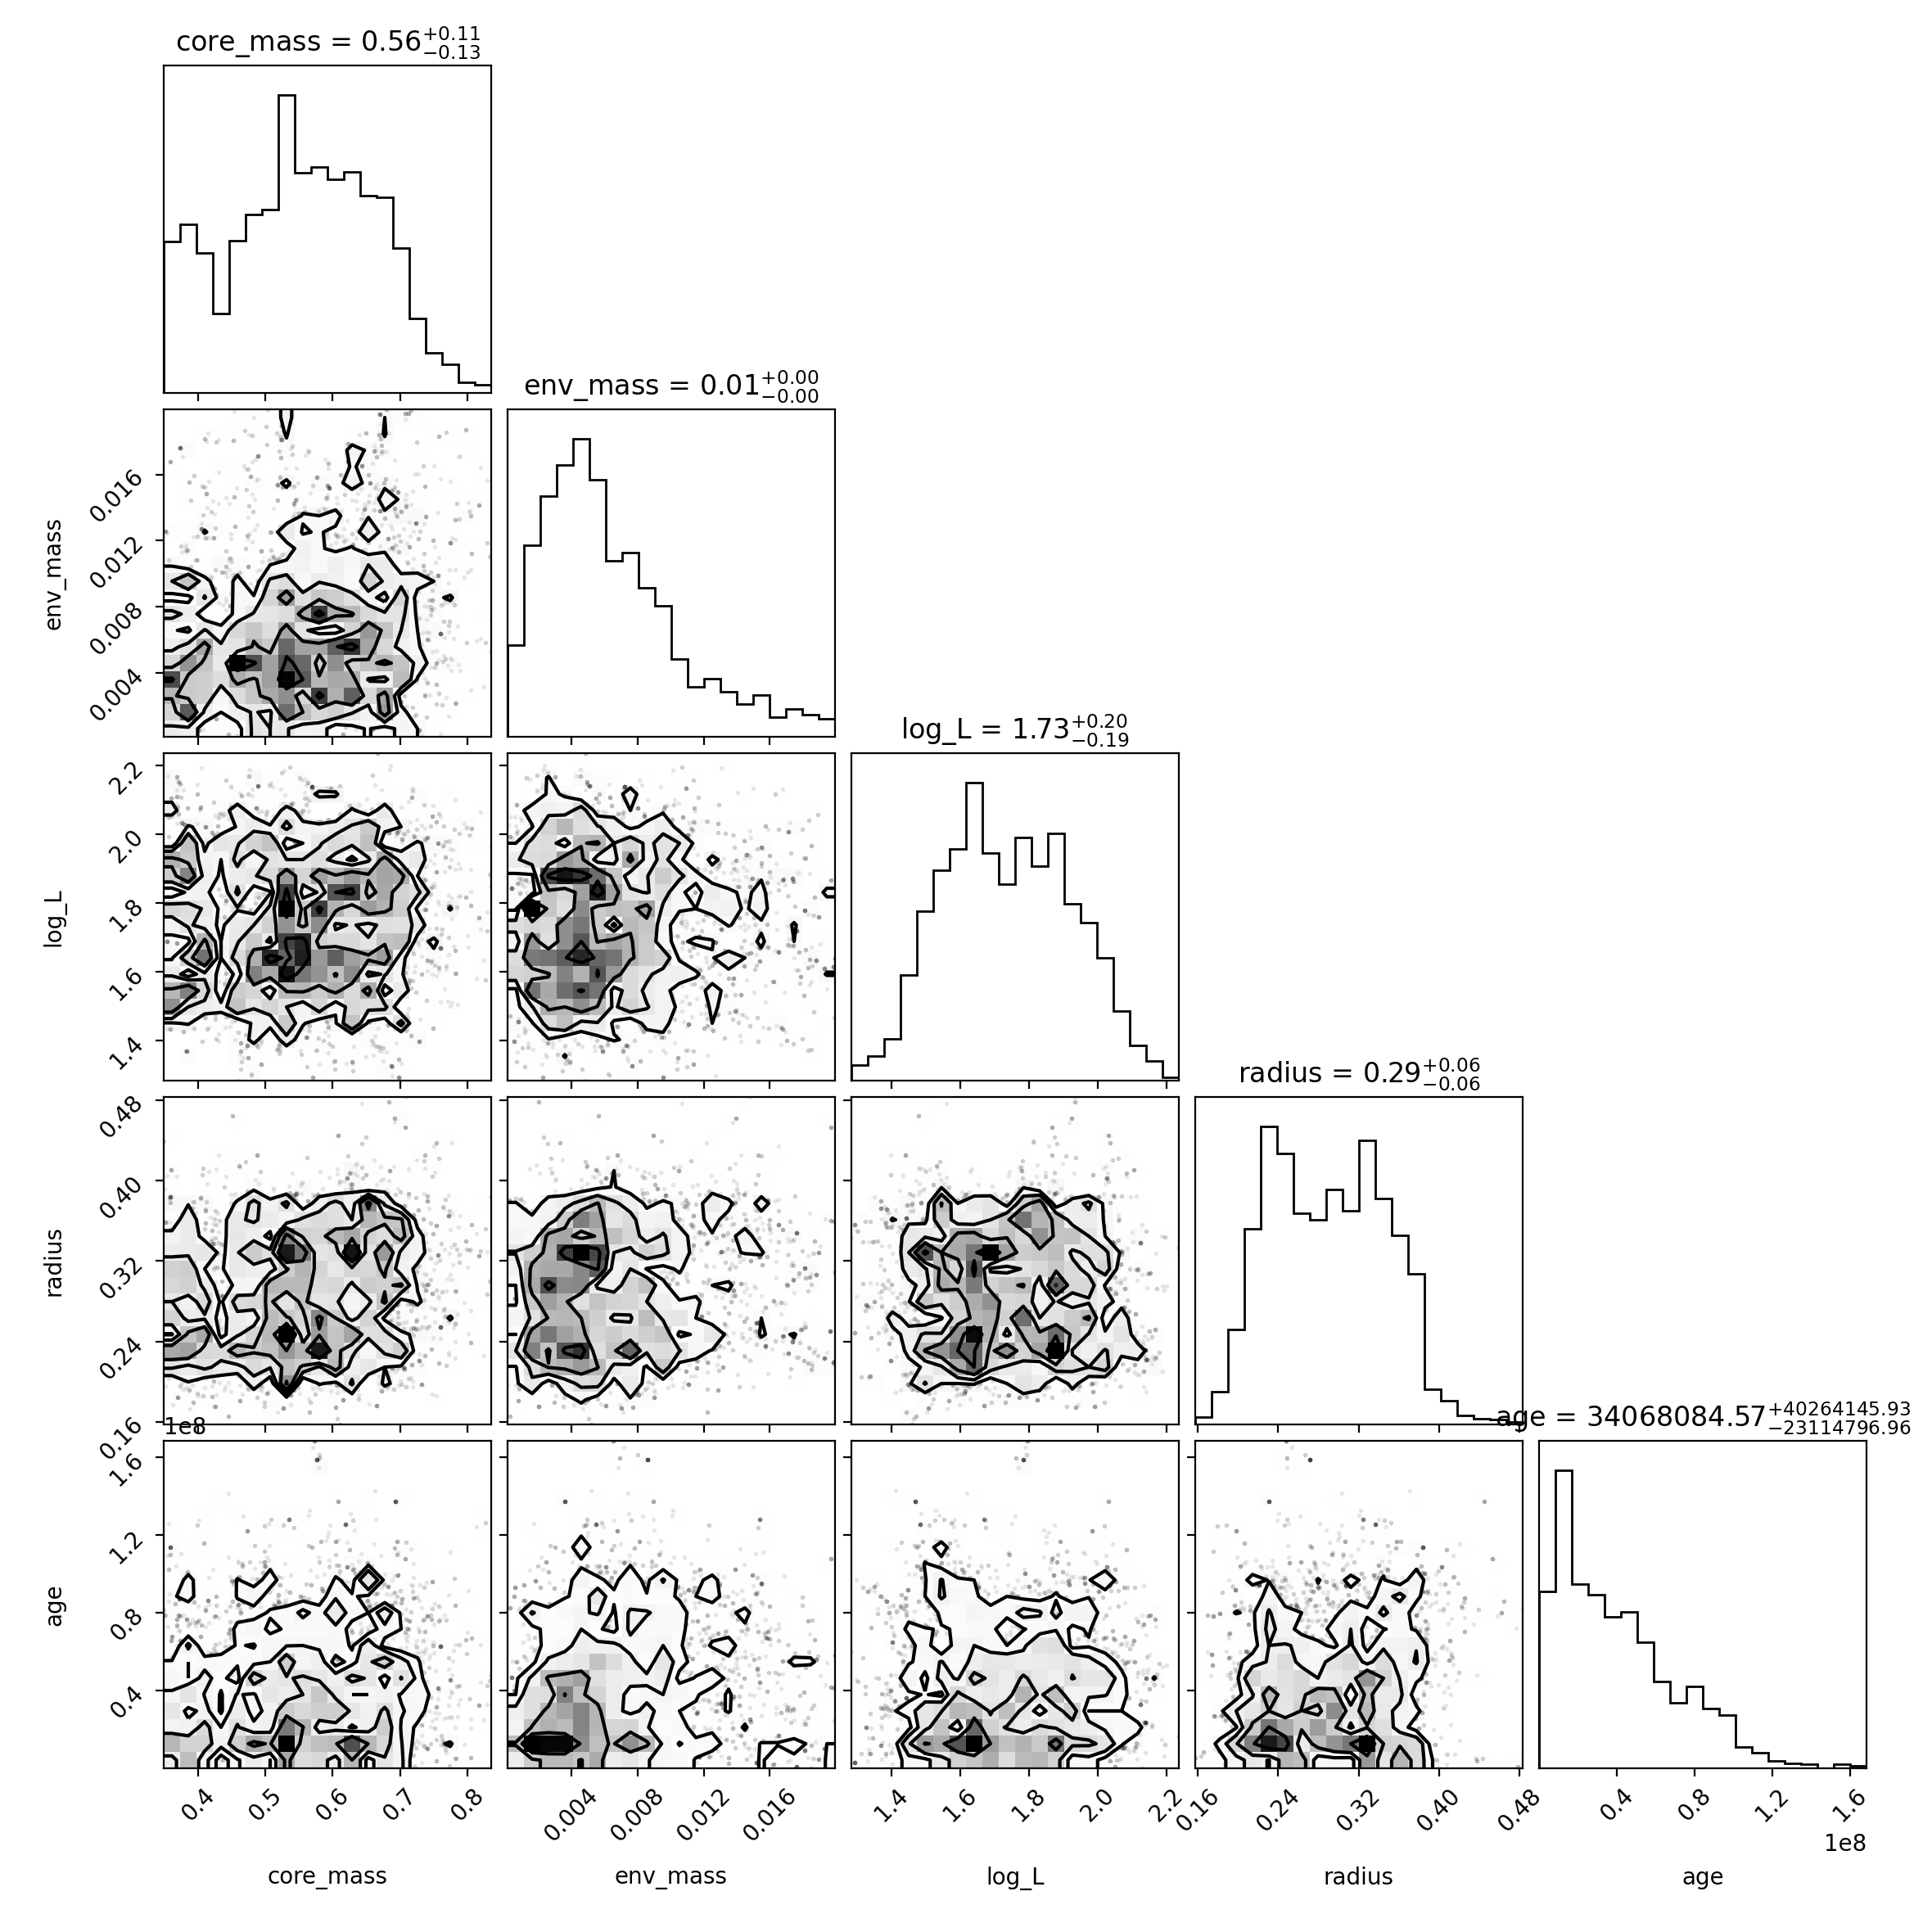 core_mass = 0.56+0.11−0.13
env_mass = 0.01+0.00−0.00
env_mass
0.016
0.012
0.008
0.004
log_L = 1.73+0.20−0.19
log_L
2.2
2.0
1.8
1.6
1.4
radius = 0.29+0.06−0.06
radius
0.48
0.40
0.32
0.24
0.16
1e8
age = 34068084.57+40264145.93−23114796.96
age
1.6
1.2
0.8
0.4
0.4 0.5 0.6 0.7 0.8
0.004 0.008 0.012 0.016
1.4 1.6 1.8 2.0 2.2
0.16 0.24 0.32 0.40 0.48
0.4 0.8 1.2 1.6
1e8
core_mass
env_mass
log_L
radius
age